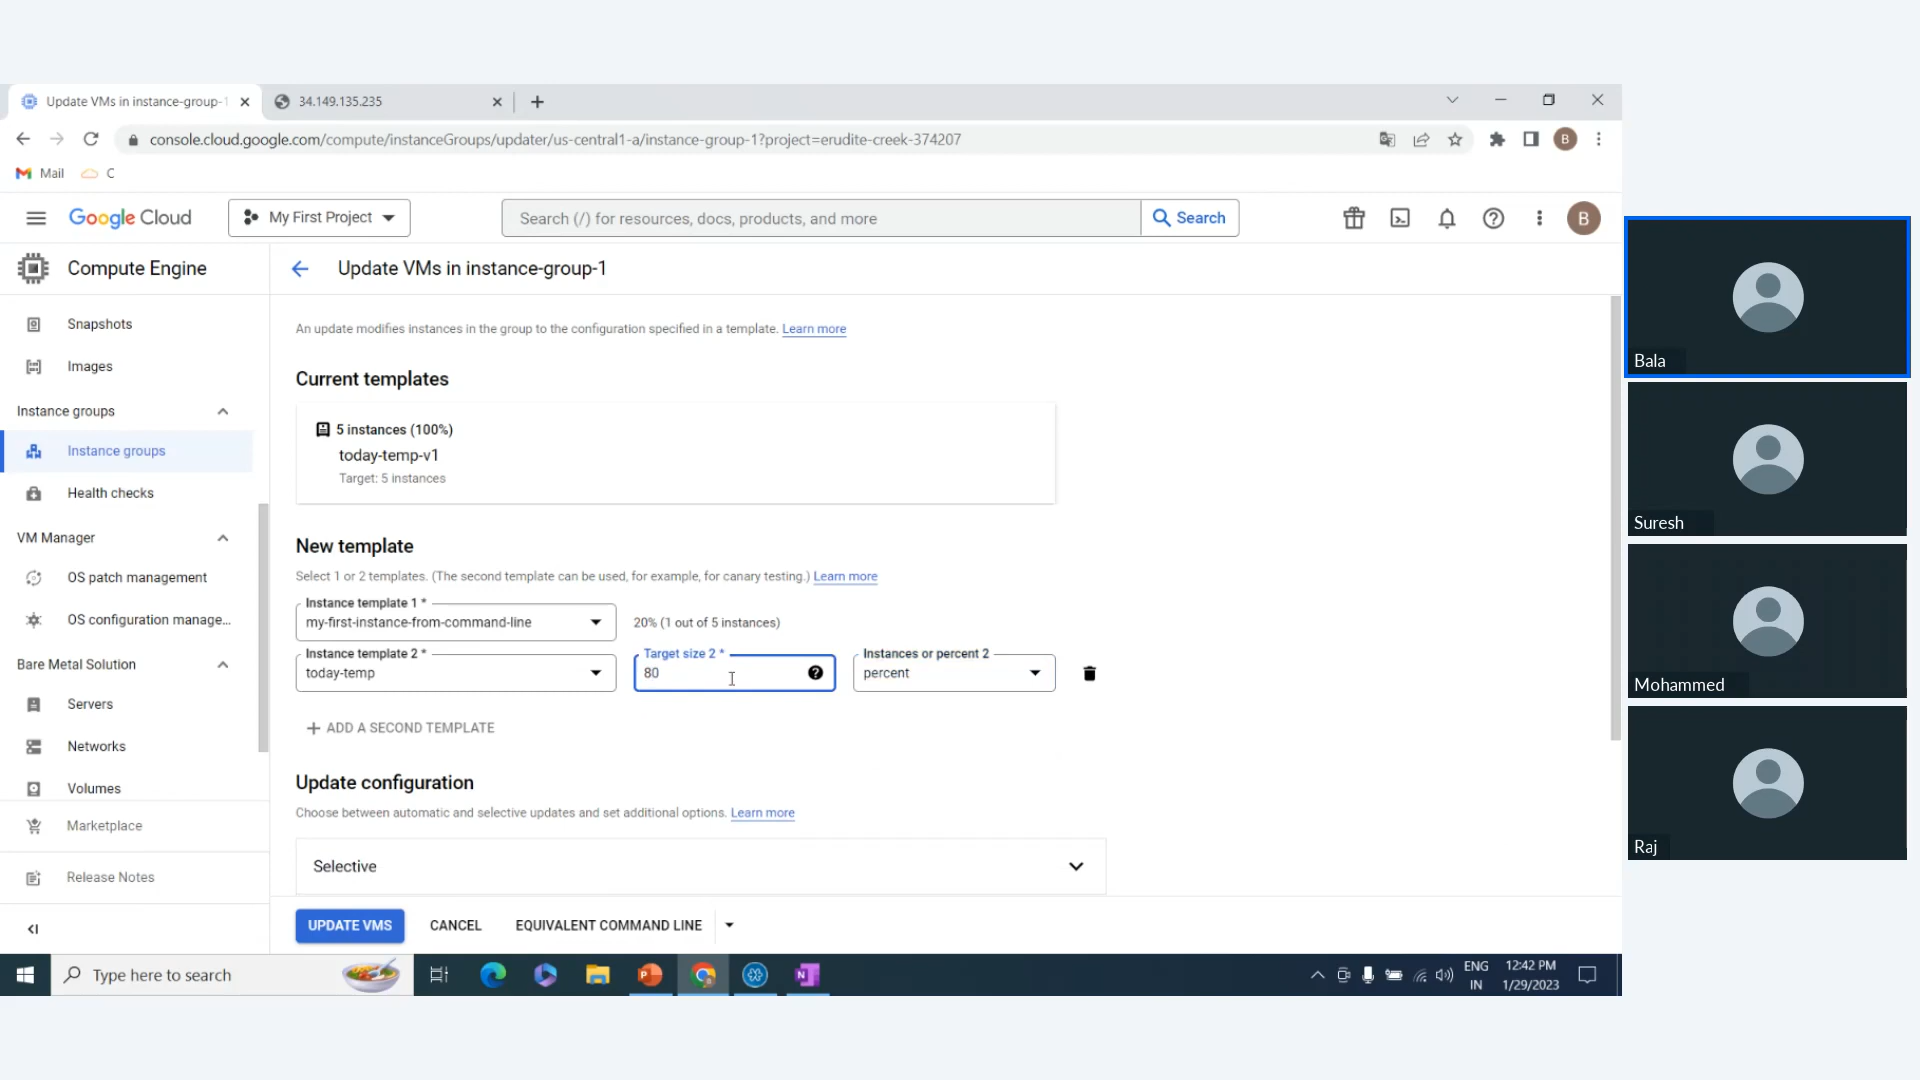 Update VMs in instance-group-1
34.149.135.235
console.cloud.google.com/compute/instanceGroups/updater/us-central1-a/instance-group-1?project=erudite-creek-374207
B
Mail
C
Google Cloud
My First Project
Search (/) for resources, docs, products, and more
Search
B
Compute Engine
Update VMs in instance-group-1
Snapshots
Images
Instance groups
Instance groups
Health checks
VM Manager
OS patch management
OS configuration manage...
Bare Metal Solution
Servers
Networks
Volumes
Marketplace
Release Notes
An update modifies instances in the group to the configuration specified in a template. Learn more
Current templates
5 instances (100%)
today-temp-v1
Target: 5 instances
New template
Select 1 or 2 templates. (The second template can be used, for example, for canary testing.) Learn more
Instance template 1 *
my-first-instance-from-command-line
20% (1 out of 5 instances)
Instance template 2 *
today-temp
Target size 2 *
80
Instances or percent 2
percent
+ ADD A SECOND TEMPLATE
Update configuration
Choose between automatic and selective updates and set additional options. Learn more
Selective
UPDATE VMS
CANCEL
EQUIVALENT COMMAND LINE
Type here to search
ENG
IN
12:42 PM
1/29/2023
Bala
Suresh
Mohammed
Raj